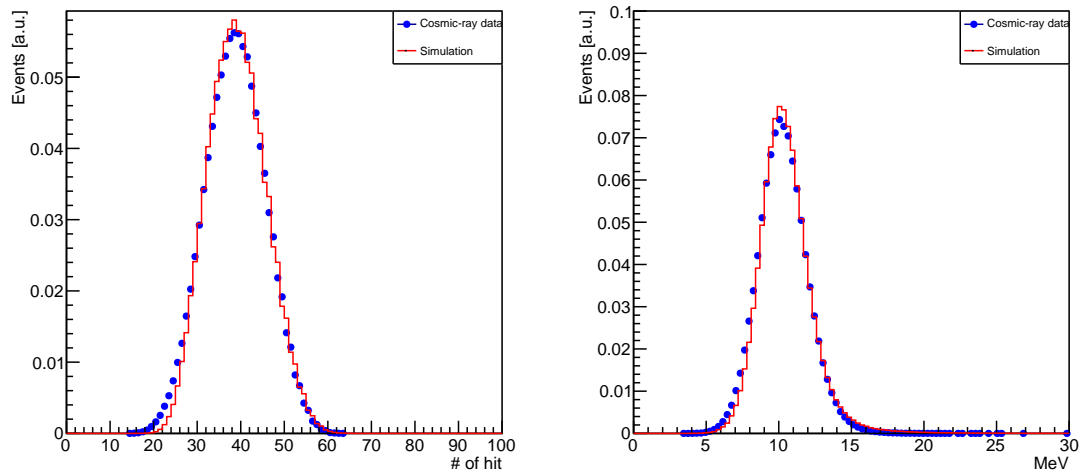 Events [a.u.]
Cosmic-ray data
Simulation
0.05
0.04
0.03
0.02
0.01
0
0 10 20 30 40 50 60 70 80 90 100
# of hit
Events [a.u.]
Cosmic-ray data
Simulation
0.1
0.09
0.08
0.07
0.06
0.05
0.04
0.03
0.02
0.01
0
0 5 10 15 20 25 30
MeV